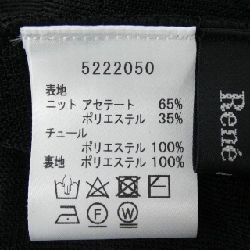 5222050
表地
ニット アセテート 65%
ポリエステル 35%
チュール
ポリエステル 100%
裏地 ポリエステル 100%
F
W
René